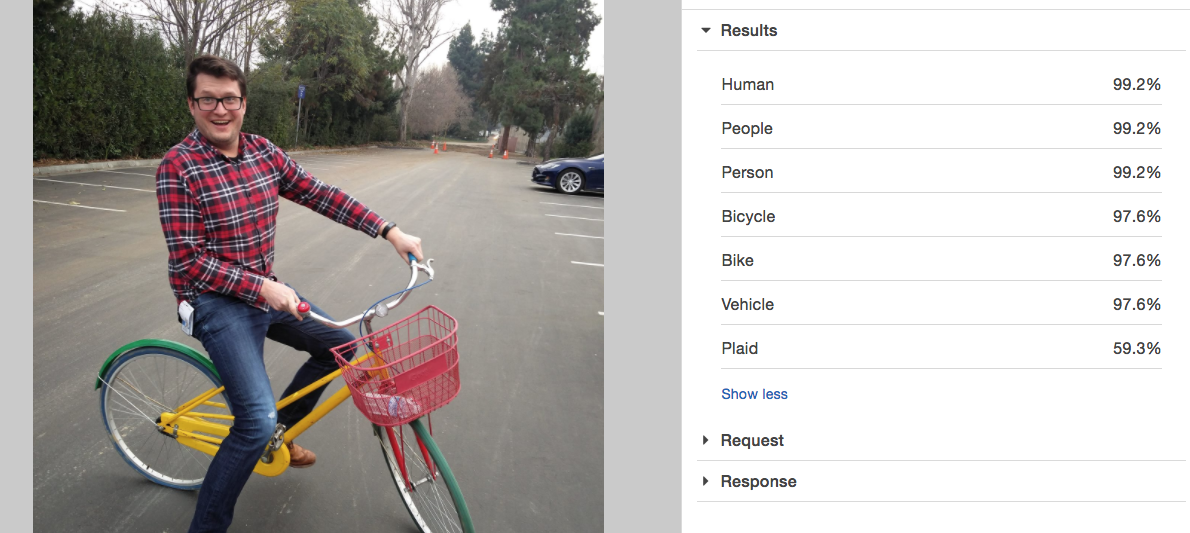 Results
Human 99.2%
People 99.2%
Person 99.2%
Bicycle 97.6%
Bike 97.6%
Vehicle 97.6%
Plaid 59.3%
Show less
Request
Response